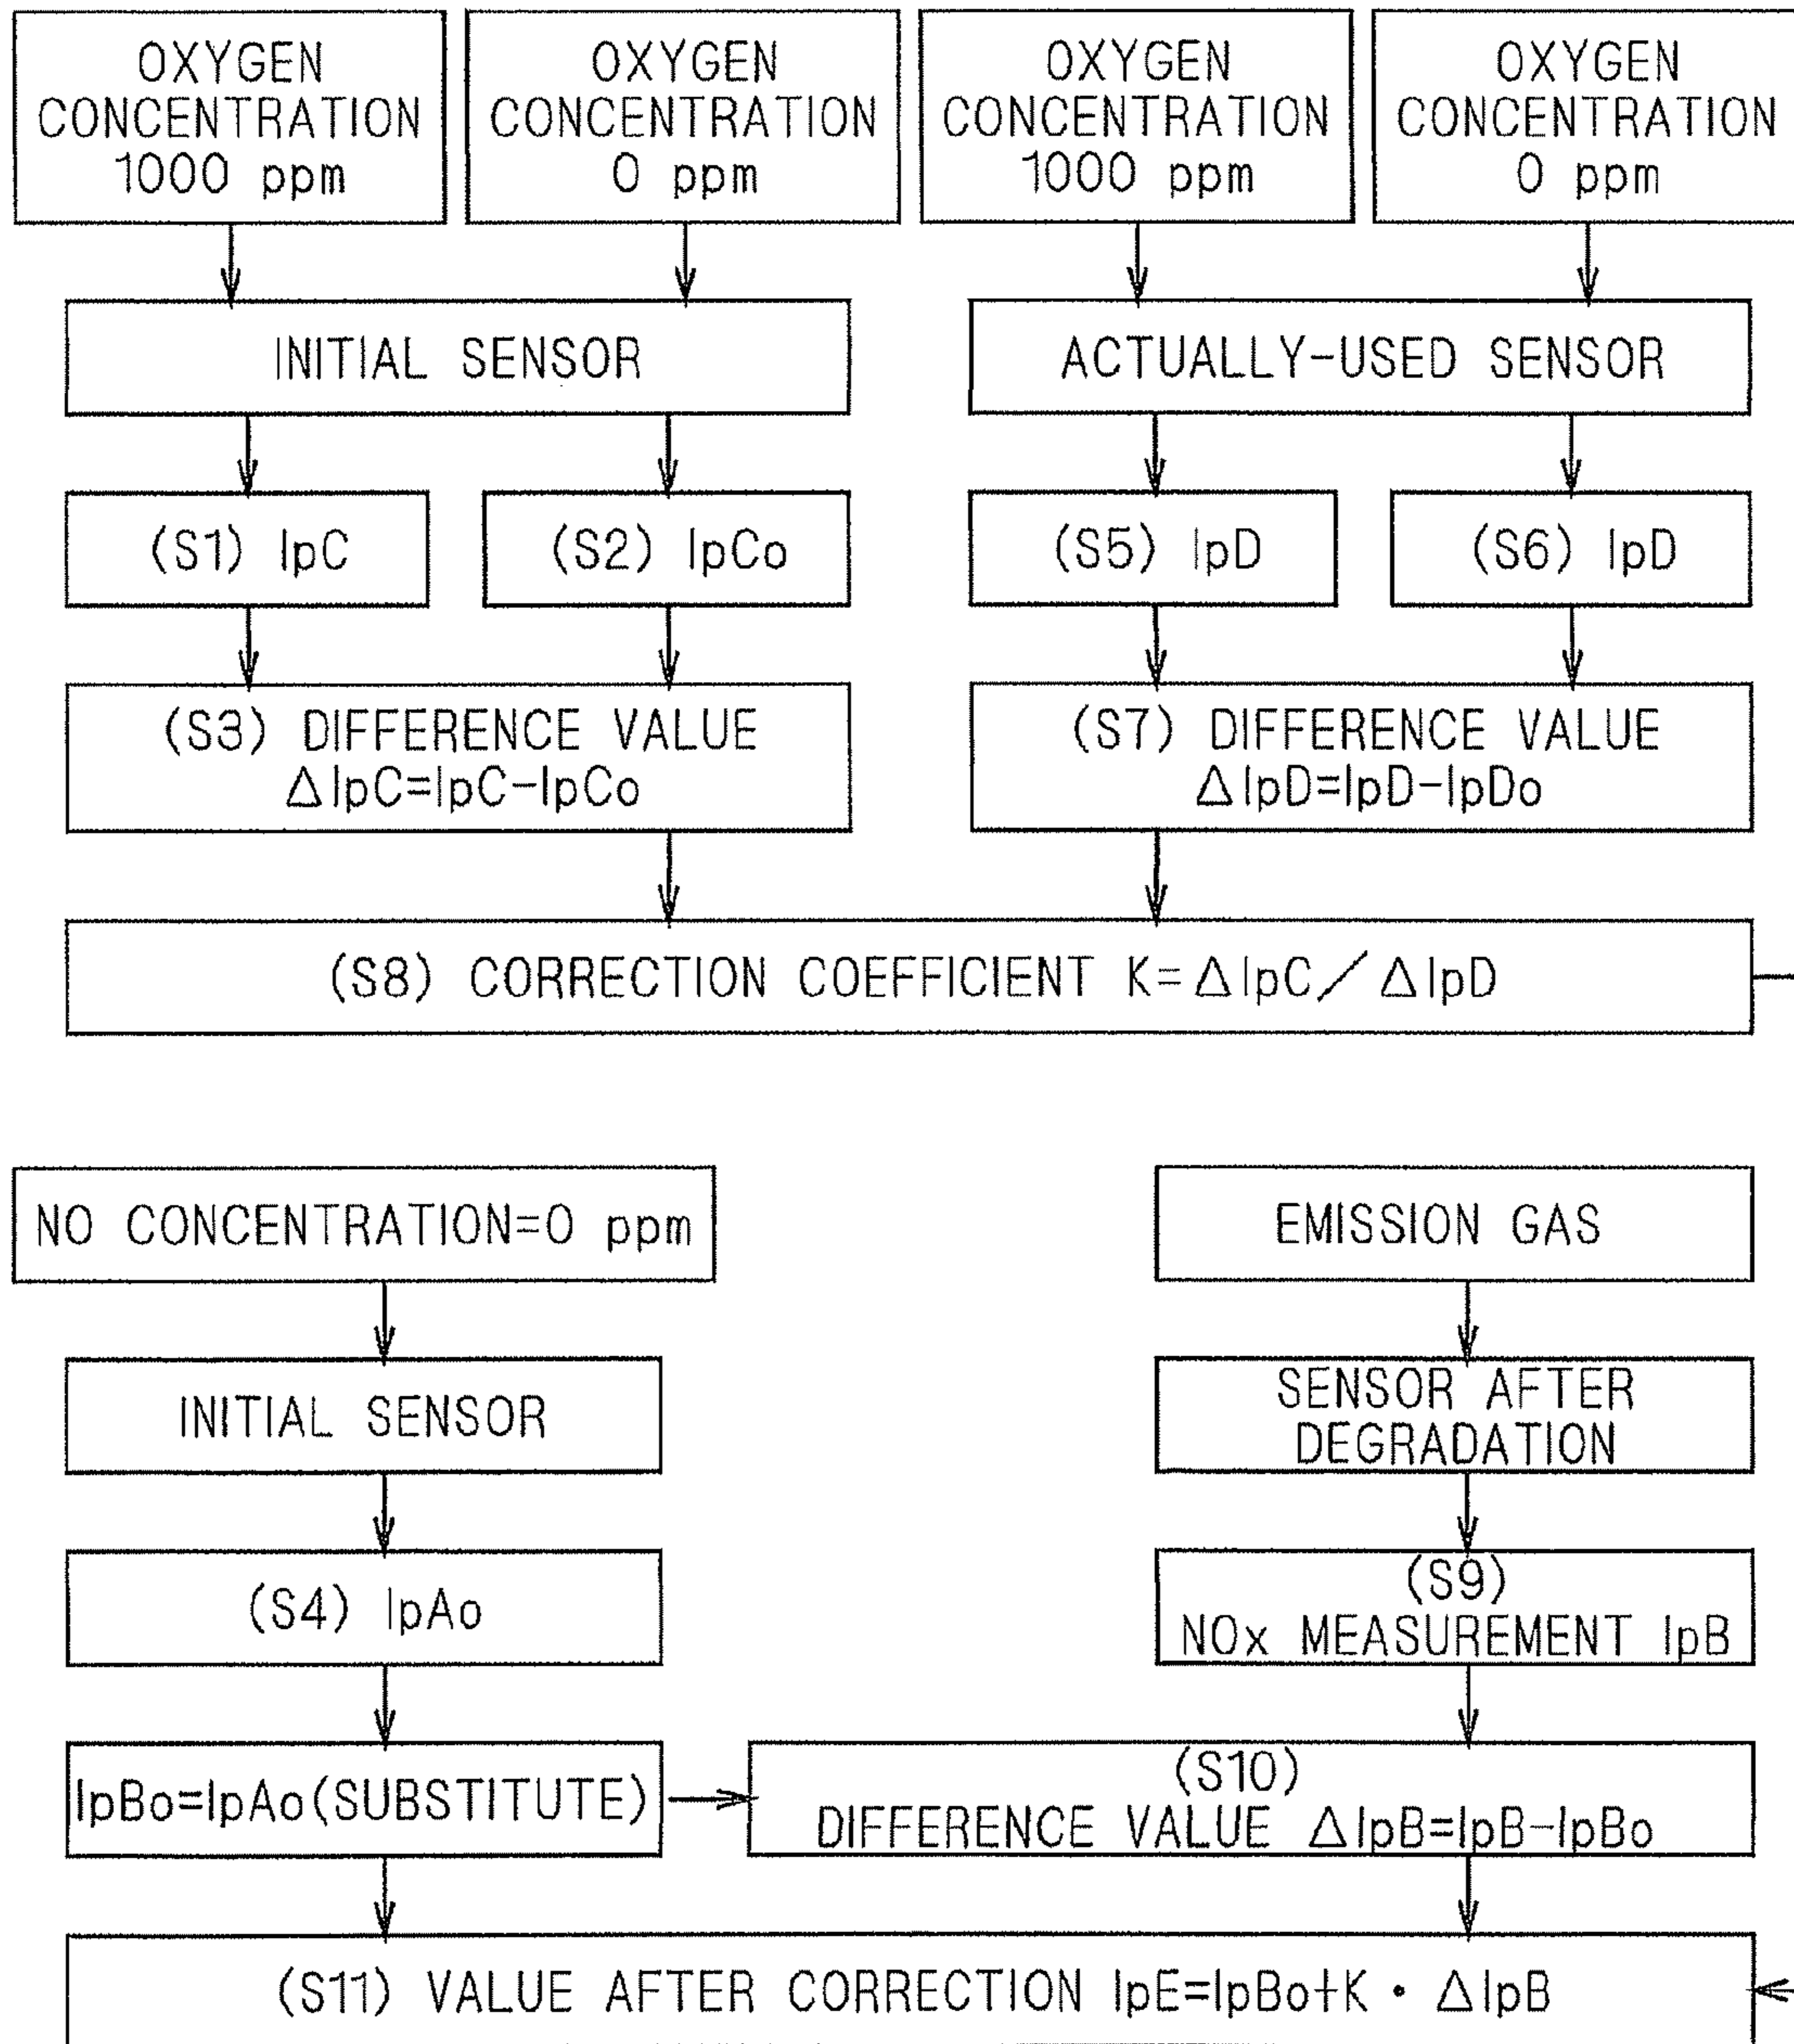 OXYGEN
CONCENTRATION
1000 ppm
OXYGEN
CONCENTRATION
0 ppm
OXYGEN
CONCENTRATION
1000 ppm
OXYGEN
CONCENTRATION
0 ppm
INITIAL SENSOR
ACTUALLY-USED SENSOR
(S1) IpC
(S2) IpCo
(S5) IpD
(S6) IpD
(S3) DIFFERENCE VALUE
ΔIpC=IpC-IpCo
(S7) DIFFERENCE VALUE
ΔIpD=IpD-IpDo
(S8) CORRECTION COEFFICIENT K=ΔIpC/ΔIpD
NO CONCENTRATION=0 ppm
EMISSION GAS
INITIAL SENSOR
SENSOR AFTER
DEGRADATION
(S4) IpAo
(S9)
NOx MEASUREMENT IpB
IpBo=IpAo(SUBSTITUTE)
(S10)
DIFFERENCE VALUE ΔIpB=IpB-IpBo
(S11) VALUE AFTER CORRECTION IpE=IpBo+K・ΔIpB